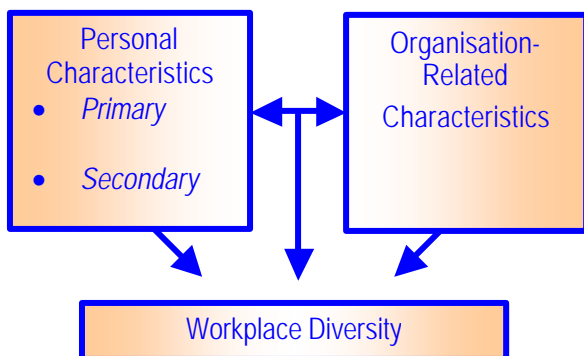 Personal
Characteristics
• Primary
• Secondary
Organisation-
Related
Characteristics
Workplace Diversity